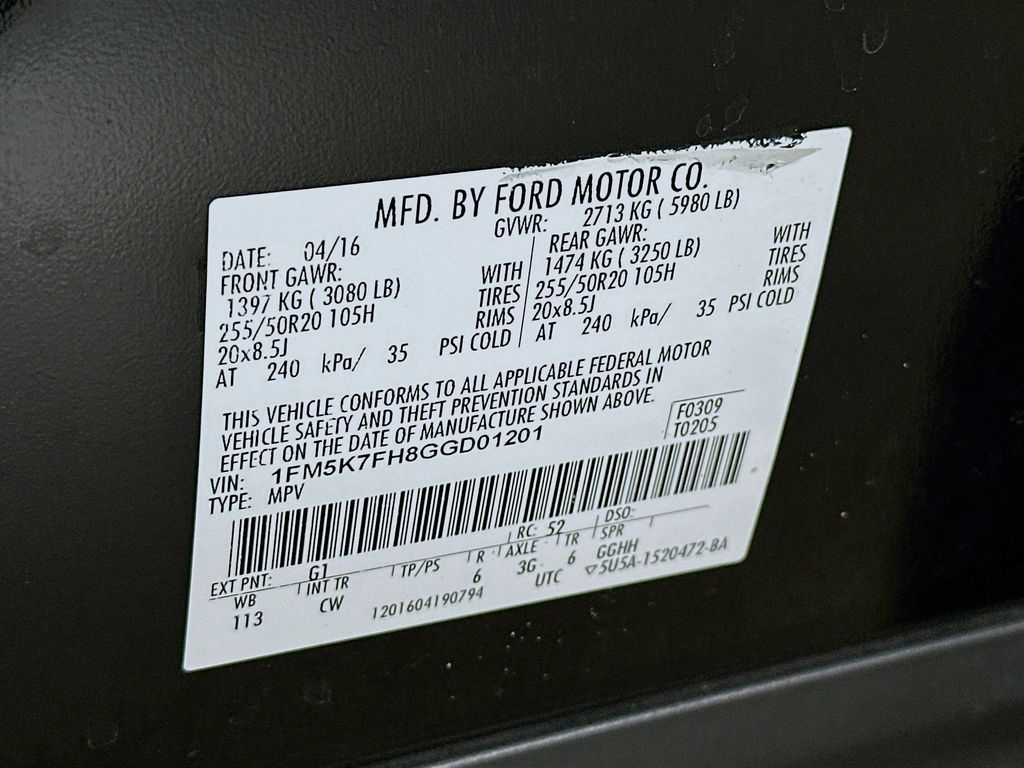 MFD. BY FORD MOTOR CO.
DATE: 04/16 GVWR: 2713 KG ( 5980 LB)
FRONT GAWR: REAR GAWR:
1397 KG ( 3080 LB) WITH 1474 KG ( 3250 LB) WITH
255/50R20 105H TIRES 255/50R20 105H TIRES
20x8.5J RIMS 20x8.5J RIMS
AT 240 kPa/ 35 PSI COLD AT 240 kPa/ 35 PSI COLD
THIS VEHICLE CONFORMS TO ALL APPLICABLE FEDERAL MOTOR
VEHICLE SAFETY AND THEFT PREVENTION STANDARDS IN
EFFECT ON THE DATE OF MANUFACTURE SHOWN ABOVE.
VIN: 1FM5K7FH8GGD01201 F0309
TYPE: MPV T0205
EXT PNT: G1 RC: 52 DSO:
WB INT TR TP/PS R AXLE TR SPR
113 CW 6 3G 6 GGHH
1201604190794 UTC ▽5U5A-1520472-BA